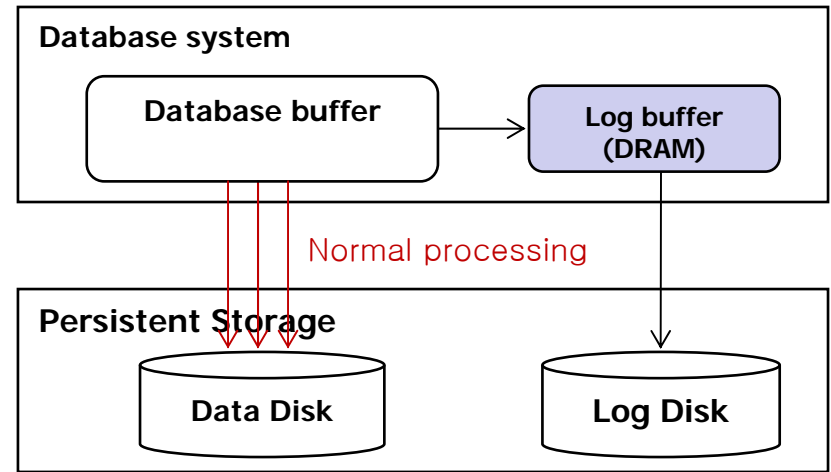 Database system
Database buffer
Log buffer
(DRAM)
Normal processing
Persistent Storage
Data Disk
Log Disk